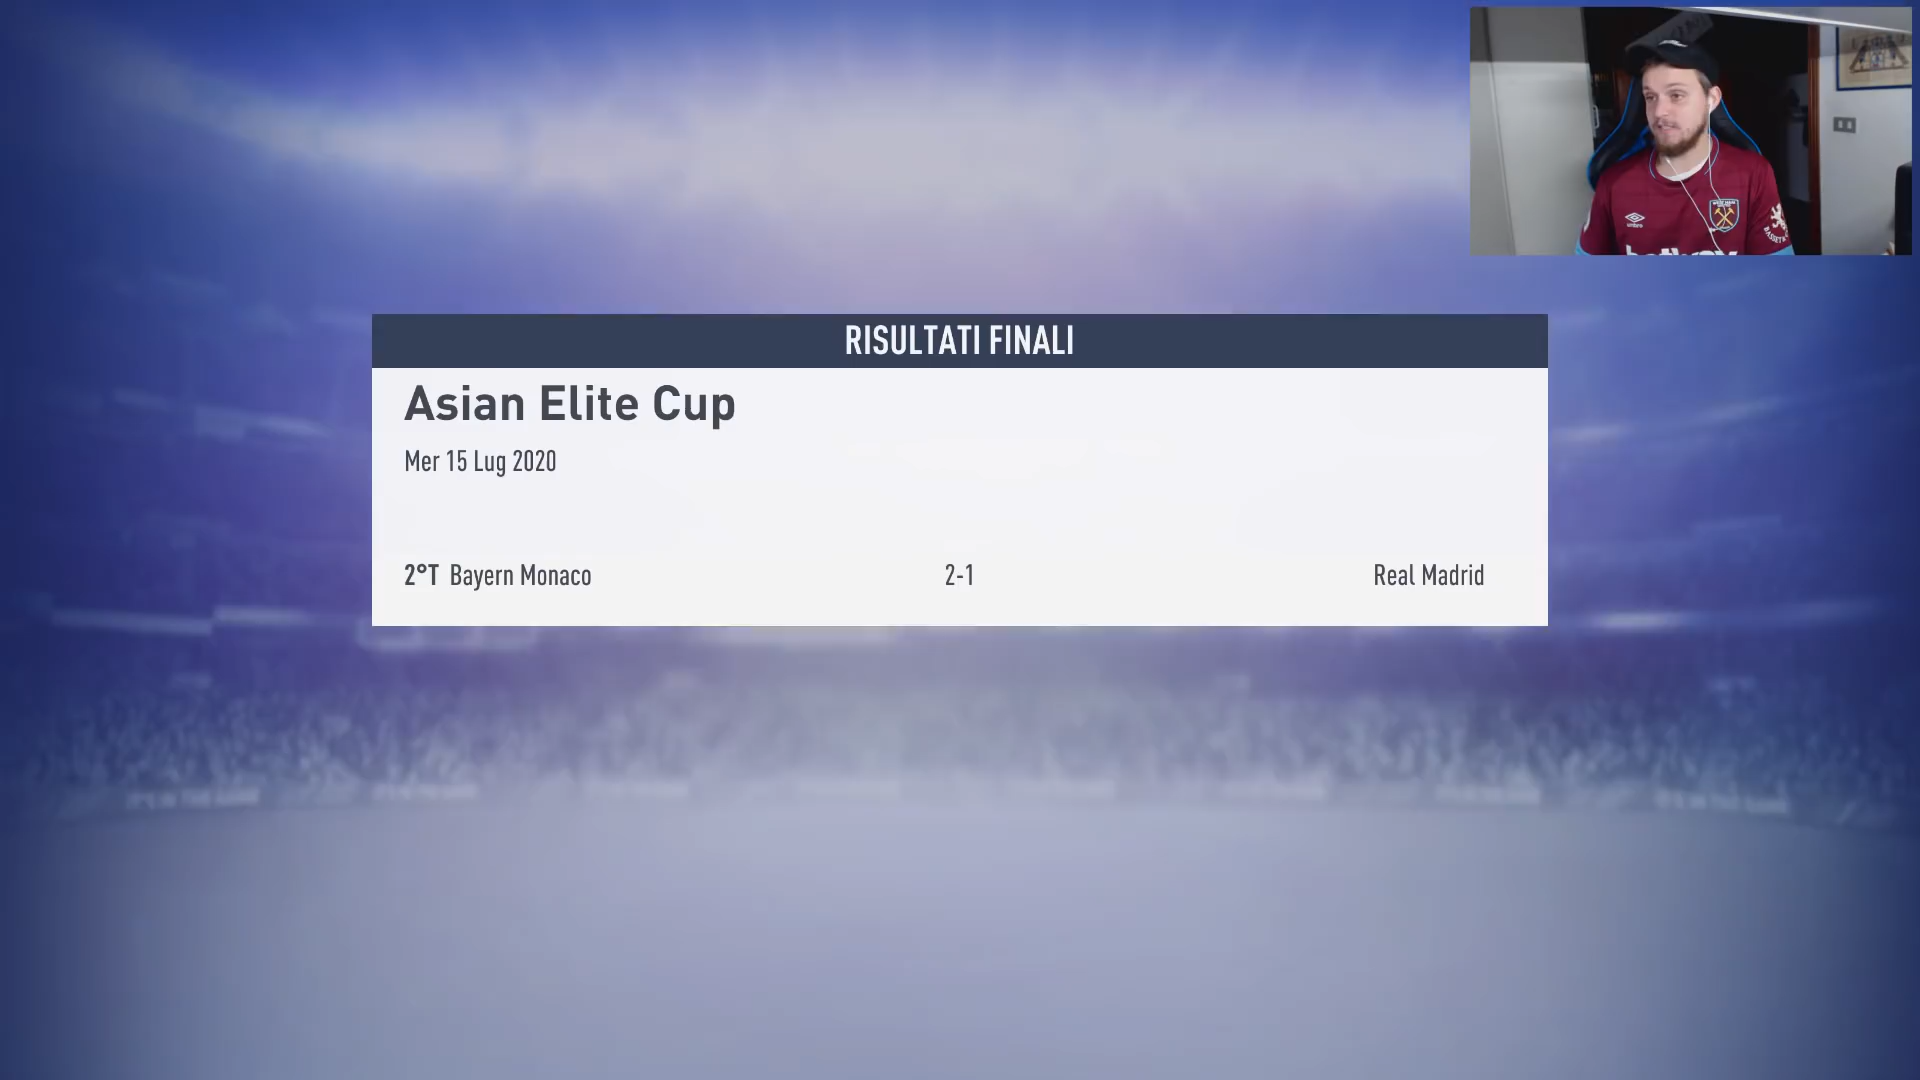 RISULTATI FINALI
Asian Elite Cup
Mer 15 Lug 2020
2°T Bayern Monaco 2-1 Real Madrid